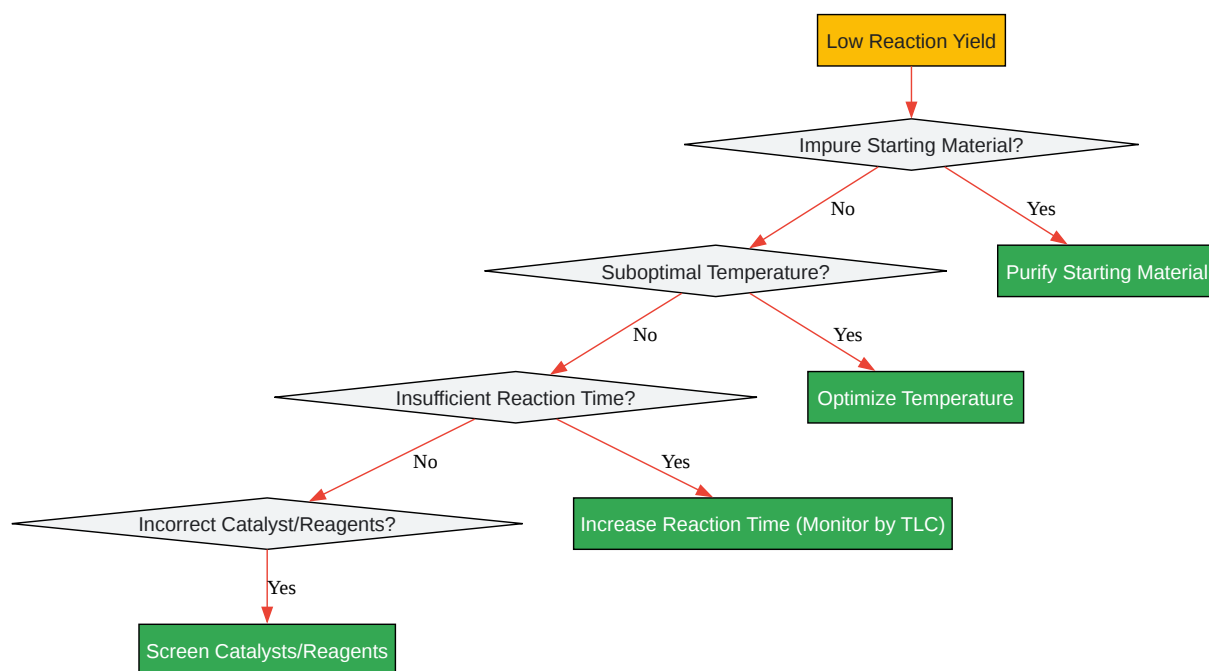 Low Reaction Yield
Impure Starting Material?
No
Yes
Suboptimal Temperature?
Purify Starting Material
No
Yes
Insufficient Reaction Time?
Optimize Temperature
No
Yes
Incorrect Catalyst/Reagents?
Increase Reaction Time (Monitor by TLC)
Yes
Screen Catalysts/Reagents